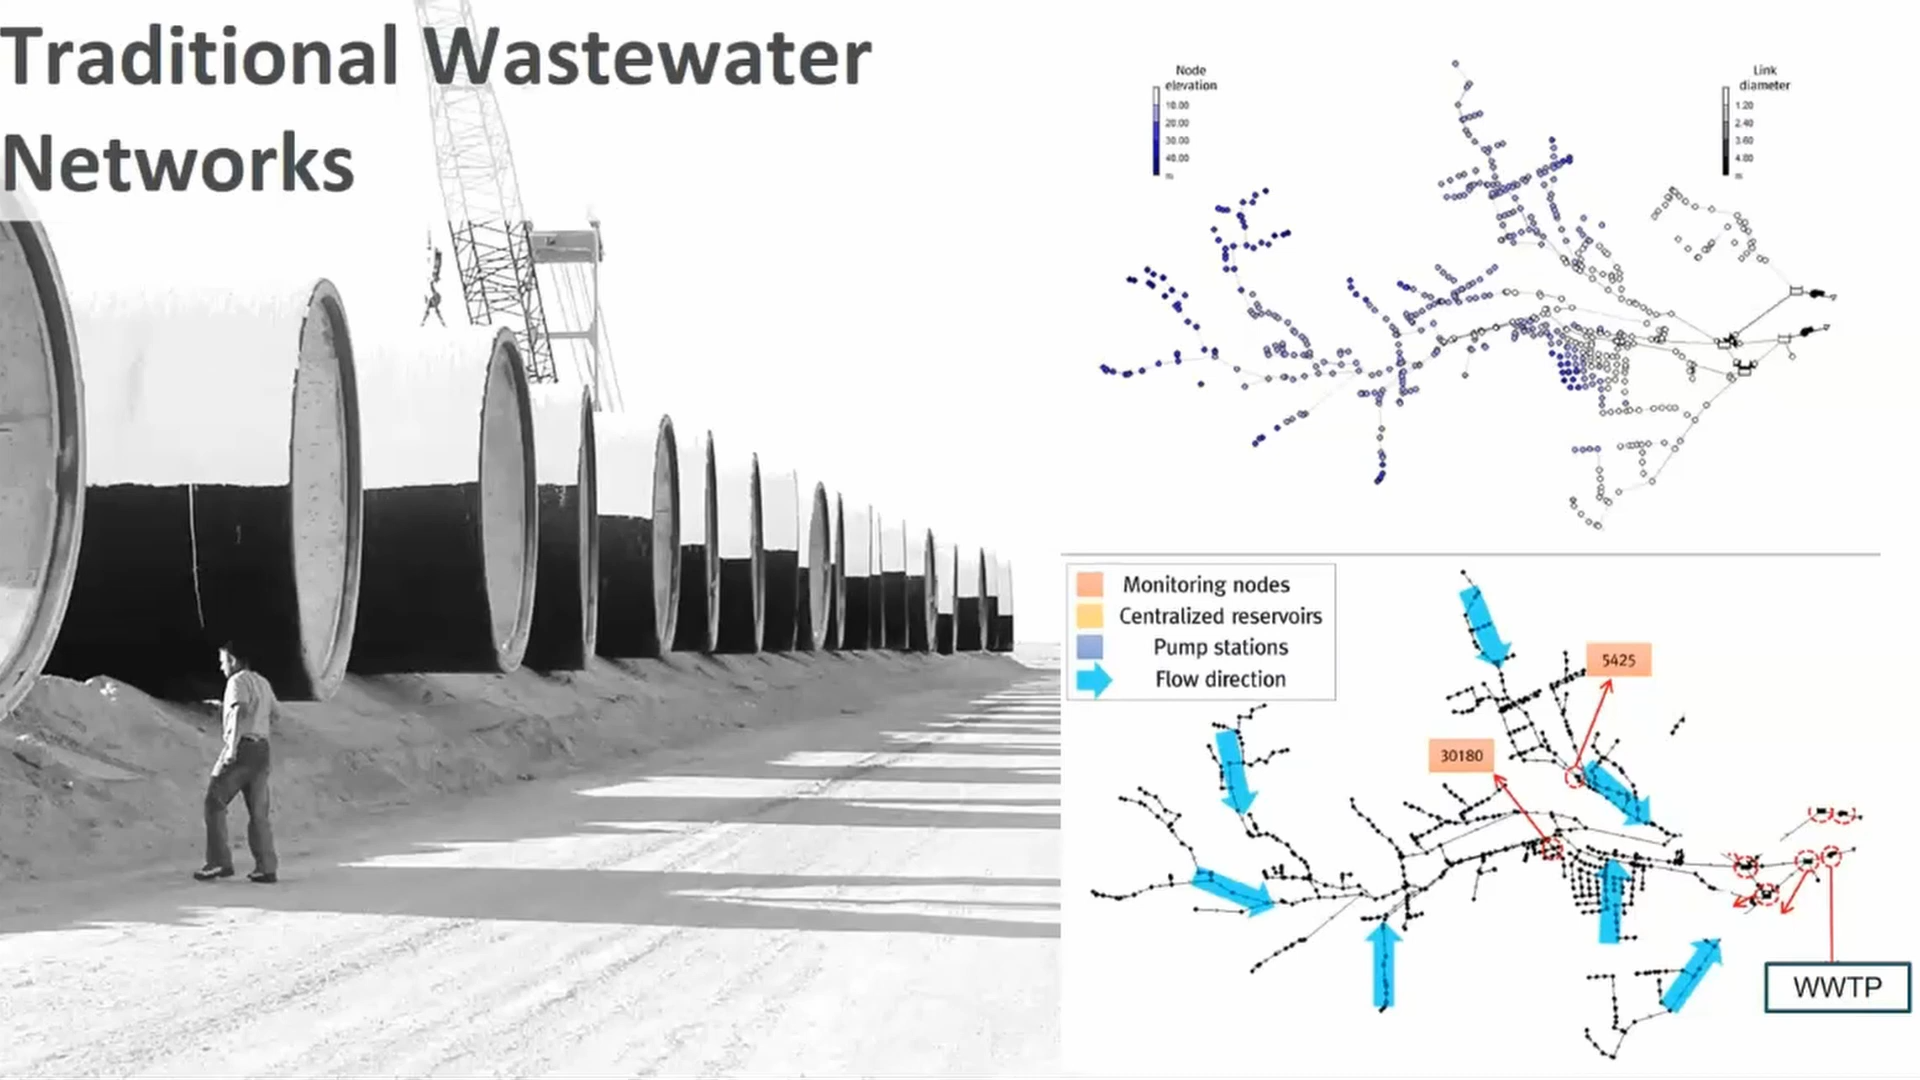 Traditional Wastewater
Networks
Node
elevation
10.00
20.00
30.00
40.00
m
Link
diameter
1.20
2.40
3.60
4.80
m
Monitoring nodes
Centralized reservoirs
Pump stations
Flow direction
5425
30180
WWTP